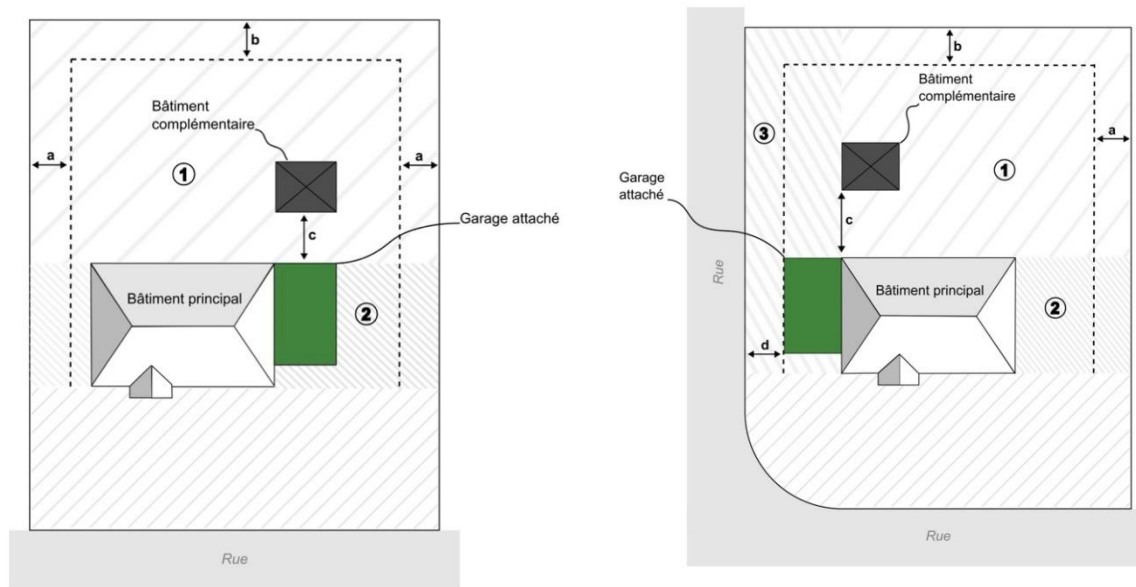 b
Bâtiment
complémentaire
a
①
a
c
Garage attaché
Bâtiment principal
②
Rue
b
Bâtiment
complémentaire
③
a
①
Garage
attaché
c
Rue
Bâtiment principal
②
d
Rue